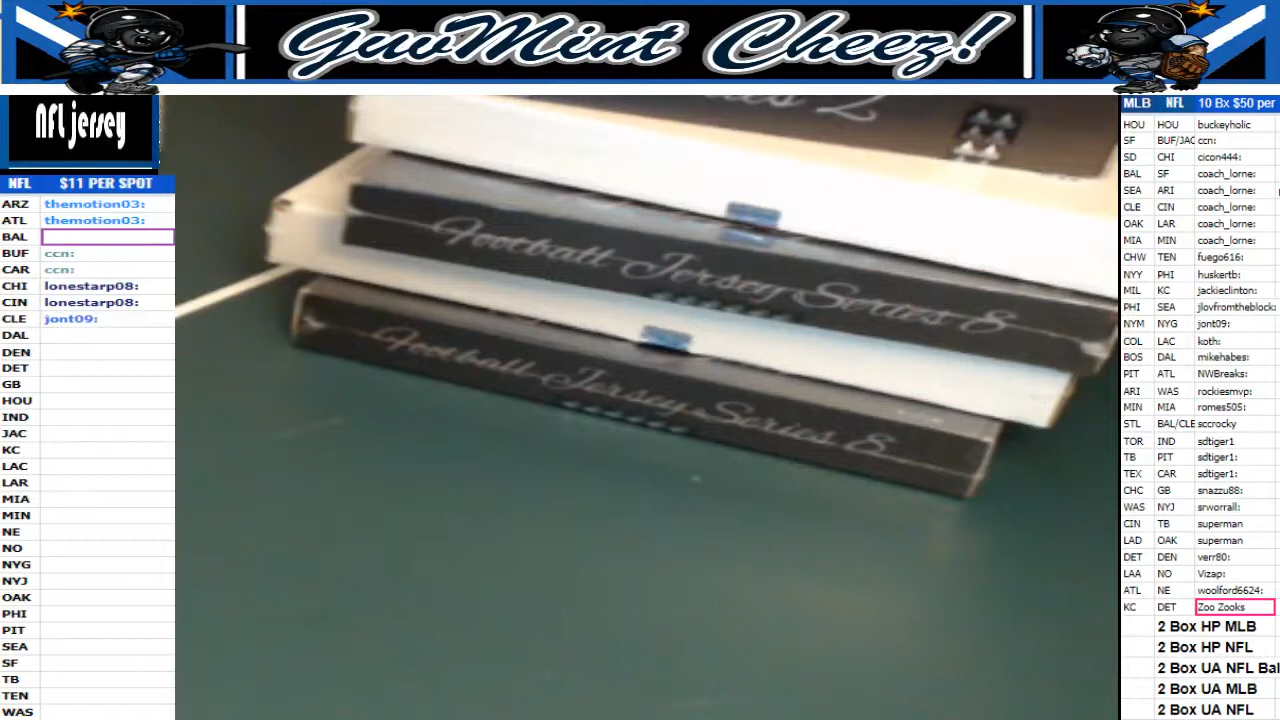 GuvMint Cheez!
NFL jersey
NFL $11 PER SPOT
ARZ themotion03:
ATL themotion03:
BAL
BUF ccn:
CAR ccn:
CHI lonestarp08:
CIN lonestarp08:
CLE jont09:
DAL
DEN
DET
GB
HOU
IND
JAC
KC
LAC
LAR
MIA
MIN
NE
NO
NYG
NYJ
OAK
PHI
PIT
SEA
SF
TB
TEN
WAS
Series 2
Football Jersey Series 8
Football Jersey Series 8
MLB NFL 10 Bx $50 per
HOU HOU buckeyholic
SF BUF/JAC ccn:
SD CHI cicon444:
BAL SF coach_lorne:
SEA ARI coach_lorne:
CLE CIN coach_lorne:
OAK LAR coach_lorne:
MIA MIN coach_lorne:
CHW TEN fuego616:
NYY PHI huskertb:
MIL KC jackieclinton:
PHI SEA jlovfromtheblock:
NYM NYG jont09:
COL LAC koth:
BOS DAL mikehabes:
PIT ATL NWBreaks:
ARI WAS rockiesmvp:
MIN MIA romes505:
STL BAL/CLE sccrocky
TOR IND sdtiger1
TB PIT sdtiger1:
TEX CAR sdtiger1:
CHC GB snazzu88:
WAS NYJ srworrall:
CIN TB superman
LAD OAK superman
DET DEN verr80:
LAA NO Vizap:
ATL NE woolford6624:
KC DET Zoo Zooks
2 Box HP MLB
2 Box HP NFL
2 Box UA NFL Bal
2 Box UA MLB
2 Box UA NFL